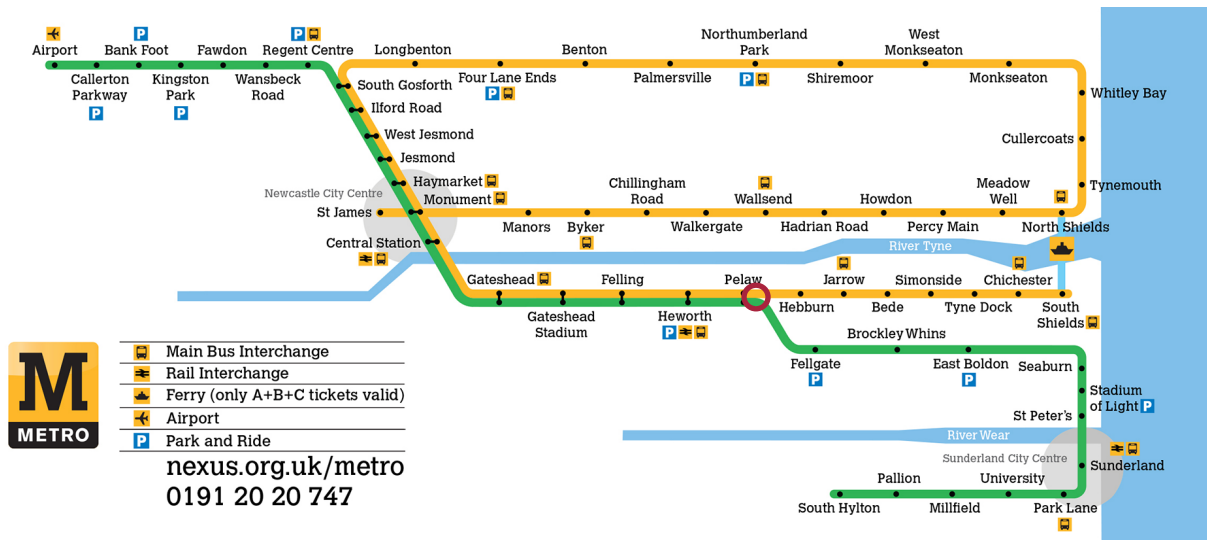 Airport
Bank Foot
Fawdon
Regent Centre
Callerton
Parkway
P
Kingston
Park
P
Wansbeck
Road
P
P
Longbenton
Benton
Northumberland
Park
West
Monkseaton
South Gosforth
Four Lane Ends
P
Palmersville
P
Shiremoor
Monkseaton
Ilford Road
Whitley Bay
West Jesmond
Cullercoats
Jesmond
Tynemouth
Haymarket
Newcastle City Centre
Monument
St James
Chillingham
Road
Wallsend
Howdon
Meadow
Well
Manors
Byker
Walkergate
Hadrian Road
Percy Main
North Shields
Central Station
River Tyne
Gateshead
Felling
Pelaw
Jarrow
Simonside
Chichester
Gateshead
Stadium
Heworth
P
Hebburn
Bede
Tyne Dock
South
Shields
Brockley Whins
Fellgate
P
East Boldon
P
Seaburn
Stadium
of Light P
St Peter's
River Wear
Sunderland City Centre
Sunderland
Pallion
University
South Hylton
Millfield
Park Lane
M
METRO
Main Bus Interchange
Rail Interchange
Ferry (only A+B+C tickets valid)
Airport
P Park and Ride
nexus.org.uk/metro
0191 20 20 747